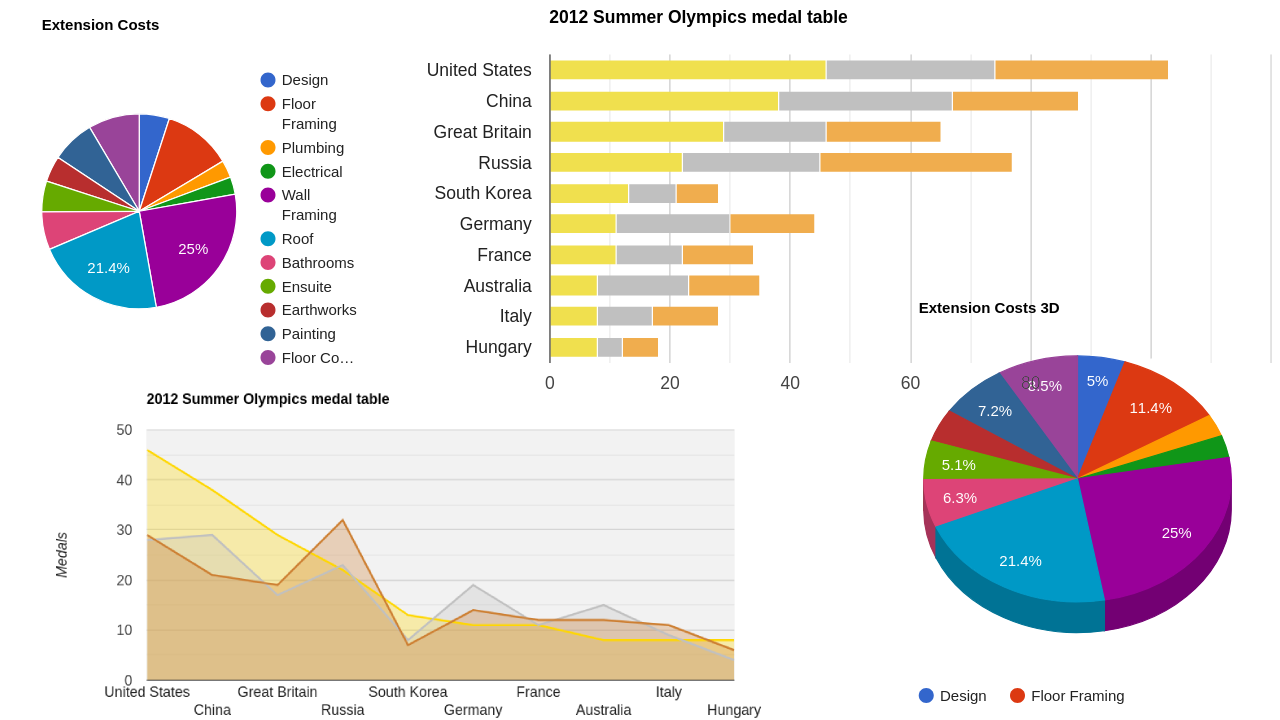 Extension Costs
Design
Floor
Framing
Plumbing
Electrical
Wall
Framing
Roof
Bathrooms
Ensuite
Earthworks
Painting
Floor Co…
25%
21.4%
2012 Summer Olympics medal table
United States
China
Great Britain
Russia
South Korea
Germany
France
Australia
Italy
Hungary
0 20 40 60 80
2012 Summer Olympics medal table
Medals
50
40
30
20
10
0
United States
China
Great Britain
Russia
South Korea
Germany
France
Australia
Italy
Hungary
Extension Costs 3D
8.5%
5%
7.2%
11.4%
5.1%
6.3%
25%
21.4%
Design
Floor Framing